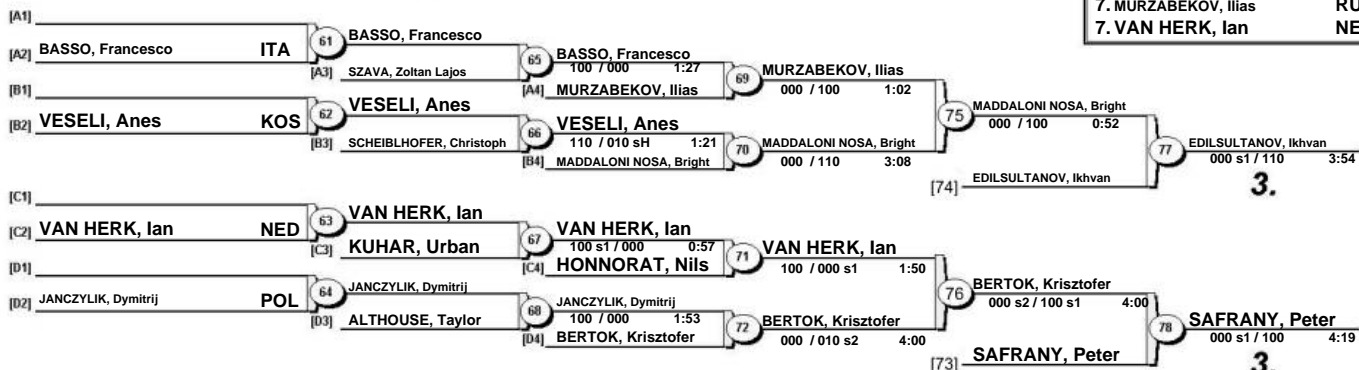 7. MURZABEKOV, Ilias RU
7. VAN HERK, Ian NE
[A1]
[A2] BASSO, Francesco ITA
61
BASSO, Francesco
[A3] SZAVA, Zoltan Lajos
65
BASSO, Francesco
100 / 000 1:27
[A4] MURZABEKOV, Ilias
69
MURZABEKOV, Ilias
000 / 100 1:02
[B1]
[B2] VESELI, Anes KOS
62
VESELI, Anes
[B3] SCHEIBLHOFER, Christoph
66
VESELI, Anes
110 / 010 sH 1:21
[B4] MADDALONI NOSA, Bright
70
MADDALONI NOSA, Bright
000 / 110 3:08
75
MADDALONI NOSA, Bright
000 / 100 0:52
[74] EDILSULTANOV, Ikhvan
77
EDILSULTANOV, Ikhvan
000 s1 / 110 3:54
3.
[C1]
[C2] VAN HERK, Ian NED
63
VAN HERK, Ian
[C3] KUHAR, Urban
67
VAN HERK, Ian
100 s1 / 000 0:57
[C4] HONNORAT, Nils
71
VAN HERK, Ian
100 / 000 s1 1:50
[D1]
[D2] JANCZYLIK, Dymitrij POL
64
JANCZYLIK, Dymitrij
[D3] ALTHOUSE, Taylor
68
JANCZYLIK, Dymitrij
100 / 000 1:53
[D4] BERTOK, Krisztofer
72
BERTOK, Krisztofer
000 / 010 s2 4:00
76
BERTOK, Krisztofer
000 s2 / 100 s1 4:00
[73] SAFRANY, Peter
78
SAFRANY, Peter
000 s1 / 100 4:19
3.